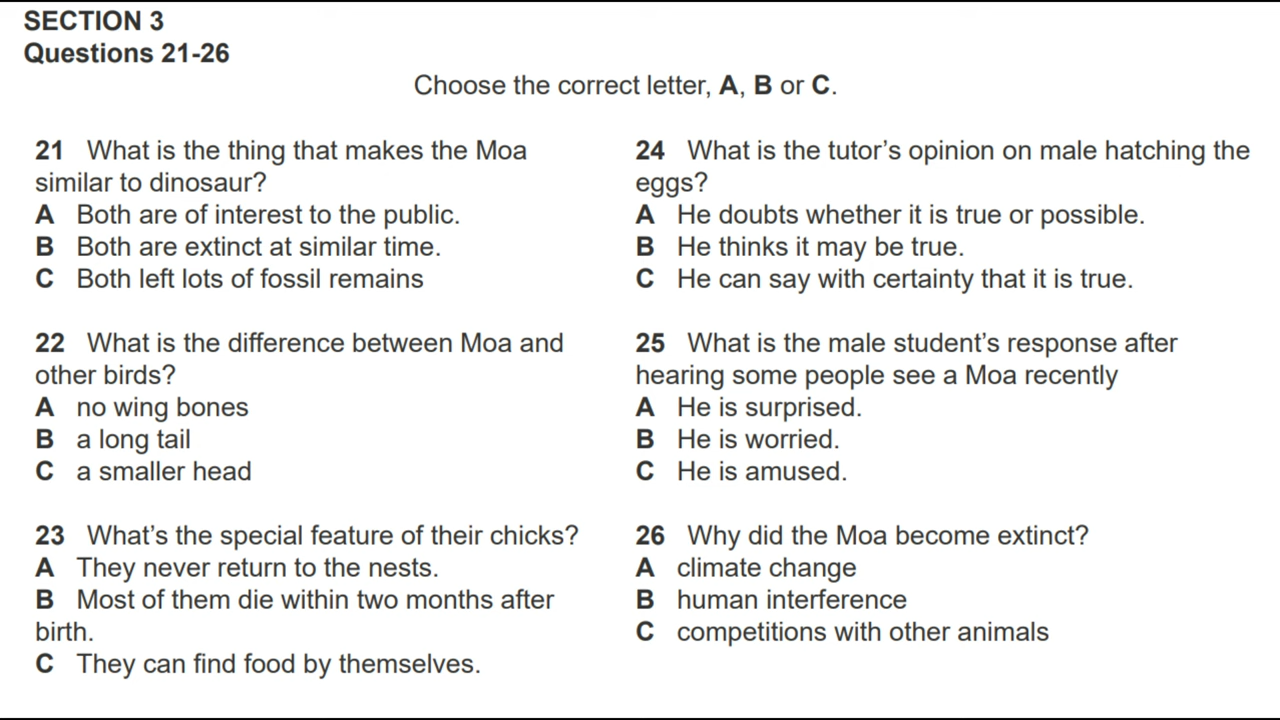 SECTION 3
Questions 21-26
Choose the correct letter, A, B or C.
21 What is the thing that makes the Moa
similar to dinosaur?
A Both are of interest to the public.
B Both are extinct at similar time.
C Both left lots of fossil remains
22 What is the difference between Moa and
other birds?
A no wing bones
B a long tail
C a smaller head
23 What's the special feature of their chicks?
A They never return to the nests.
B Most of them die within two months after
birth.
C They can find food by themselves.
24 What is the tutor's opinion on male hatching the
eggs?
A He doubts whether it is true or possible.
B He thinks it may be true.
C He can say with certainty that it is true.
25 What is the male student's response after
hearing some people see a Moa recently
A He is surprised.
B He is worried.
C He is amused.
26 Why did the Moa become extinct?
A climate change
B human interference
C competitions with other animals